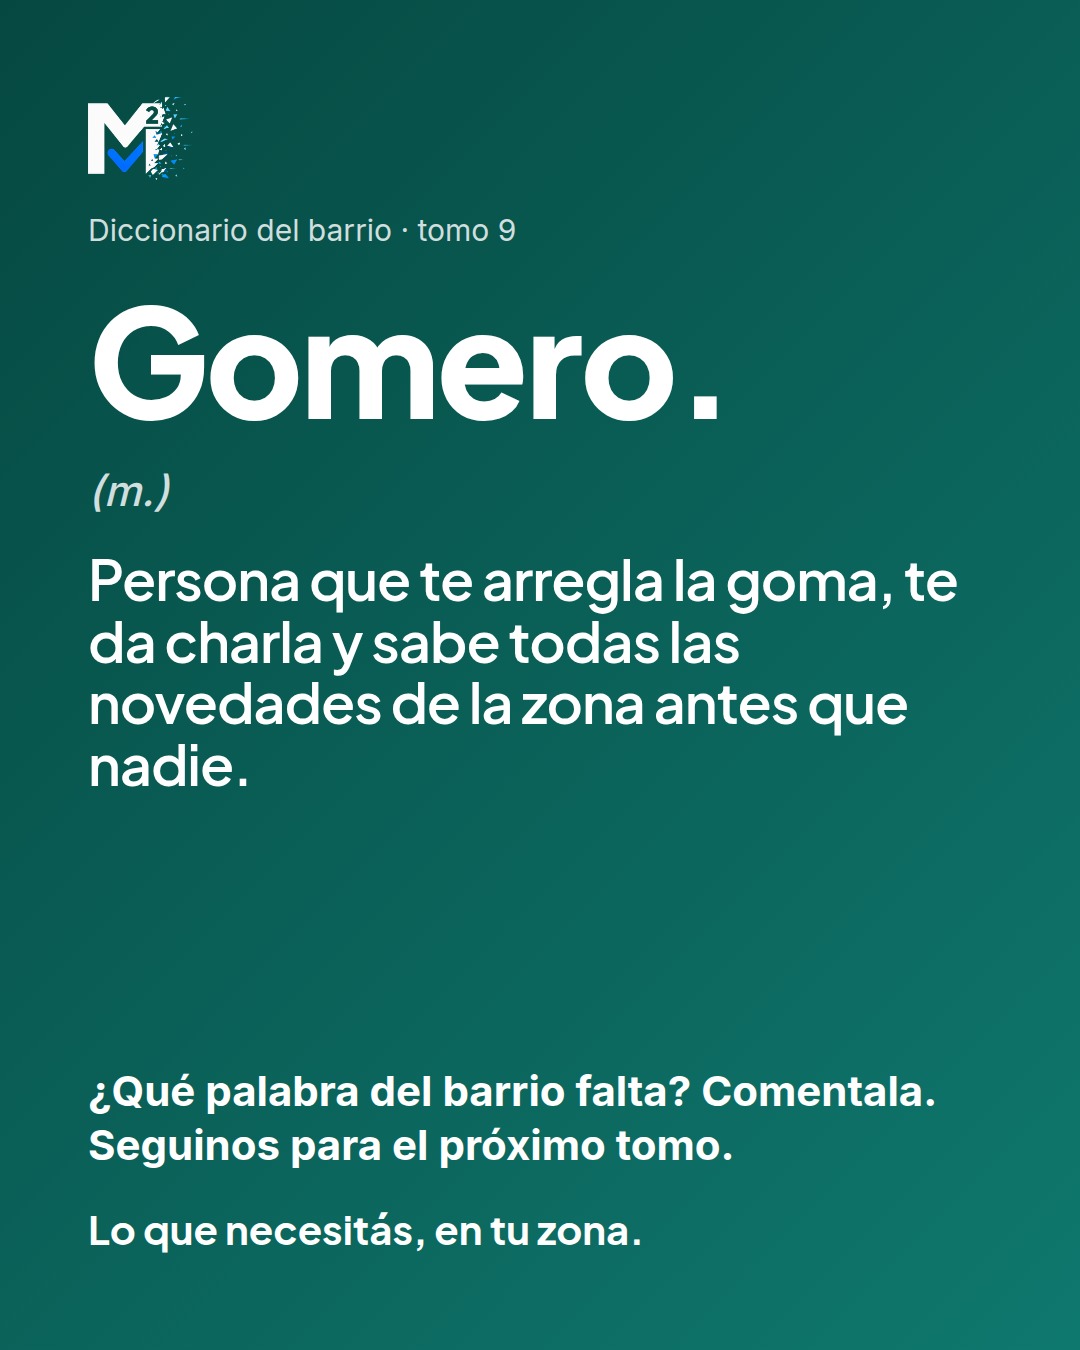 M2
Diccionario del barrio · tomo 9
Gomero.
(m.)
Persona que te arregla la goma, te
da charla y sabe todas las
novedades de la zona antes que
nadie.
¿Qué palabra del barrio falta? Comentala.
Seguinos para el próximo tomo.
Lo que necesitás, en tu zona.